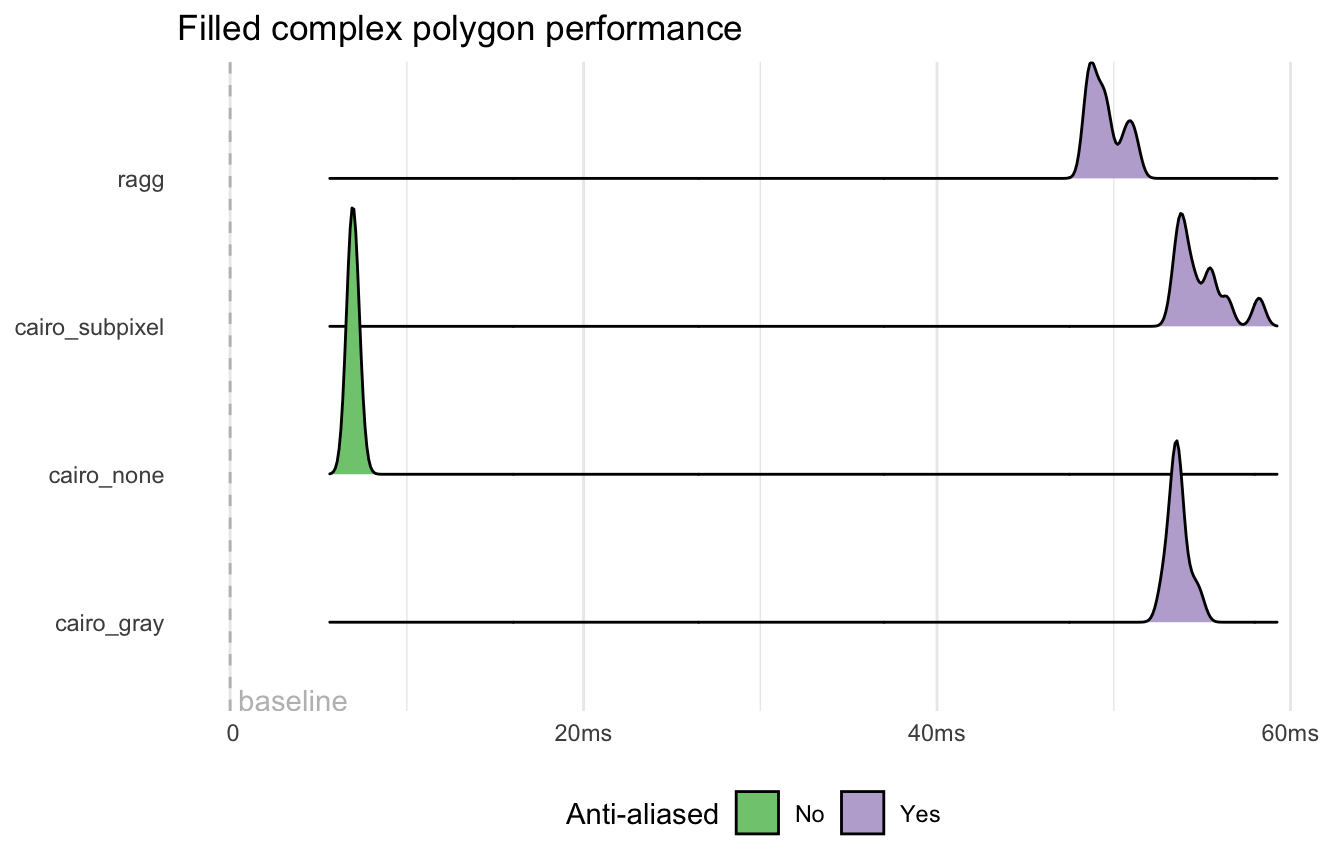 Filled complex polygon performance
ragg
cairo_subpixel
cairo_none
cairo_gray
baseline
0 20ms 40ms 60ms
Anti-aliased No Yes